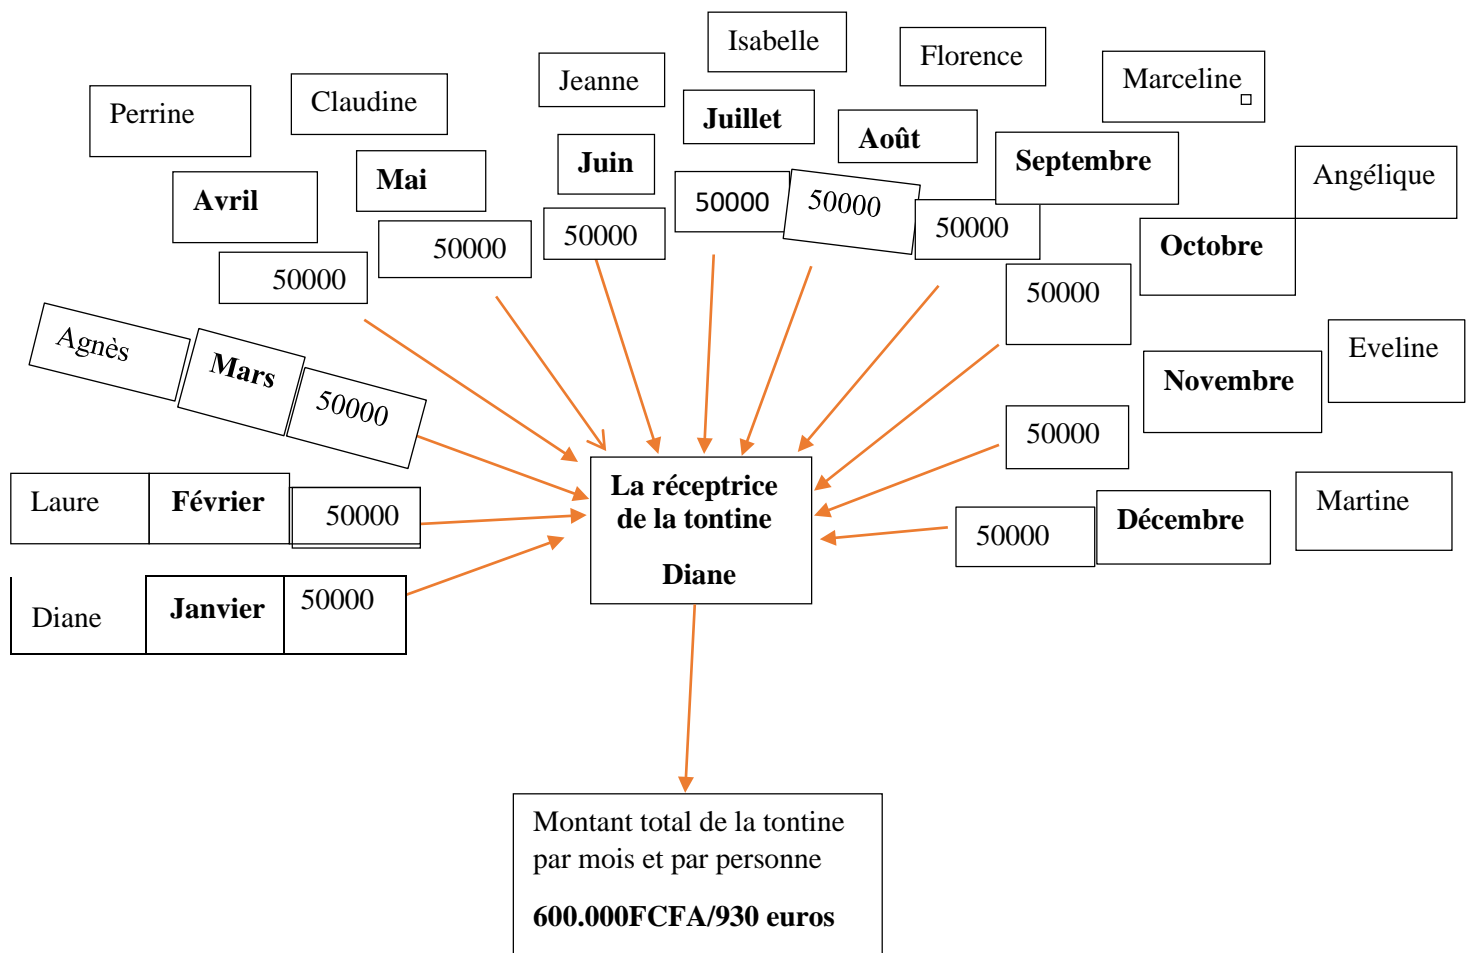 Isabelle
Florence
Jeanne
Marceline
Claudine
Perrine
Juillet
Août
Juin
Septembre
Angélique
Mai
Avril
50000
50000
50000
50000
50000
50000
Octobre
50000
Agnès
Mars
50000
Novembre
Eveline
50000
Laure
Février
50000
La réceptrice
de la tontine
Diane
50000
Décembre
Martine
Diane
Janvier
50000
Montant total de la tontine
par mois et par personne
600.000FCFA/930 euros